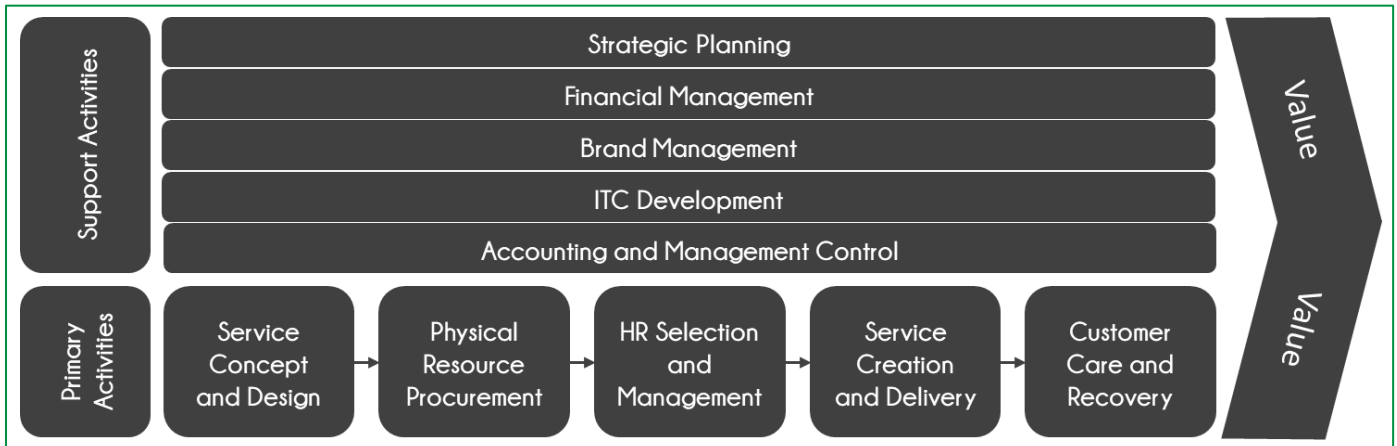 Support Activities
Strategic Planning
Financial Management
Brand Management
ITC Development
Accounting and Management Control
Value
Primary
Activities
Service
Concept
and Design
Physical
Resource
Procurement
HR Selection
and
Management
Service
Creation
and Delivery
Customer
Care and
Recovery
Value